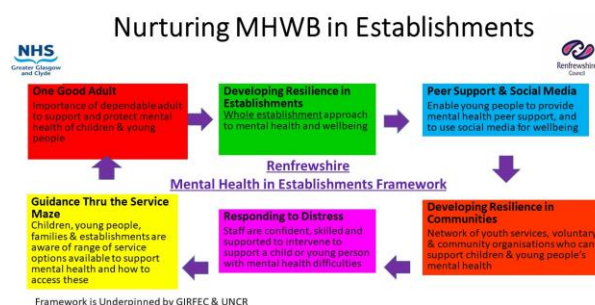 Nurturing MHWB in Establishments
NHS
Greater Glasgow
and Clyde
Renfrewshire
Council
One Good Adult
Importance of dependable adult
to support and protect mental
health of children & young
people
Developing Resilience in
Establishments
Whole establishment approach
to mental health and wellbeing
Peer Support & Social Media
Enable young people to provide
mental health peer support, and
to use social media for wellbeing
Renfrewshire
Mental Health in Establishments Framework
Guidance Thru the Service
Maze
Children, young people,
families & establishments are
aware of range of service
options available to support
mental health and how to
access these
Responding to Distress
Staff are confident, skilled and
supported to intervene to
support a child or young person
with mental health difficulties
Developing Resilience in
Communities
Network of youth services, voluntary
& community organisations who can
support children & young people's
mental health
Framework is Underpinned by GIRFEC & UNCR